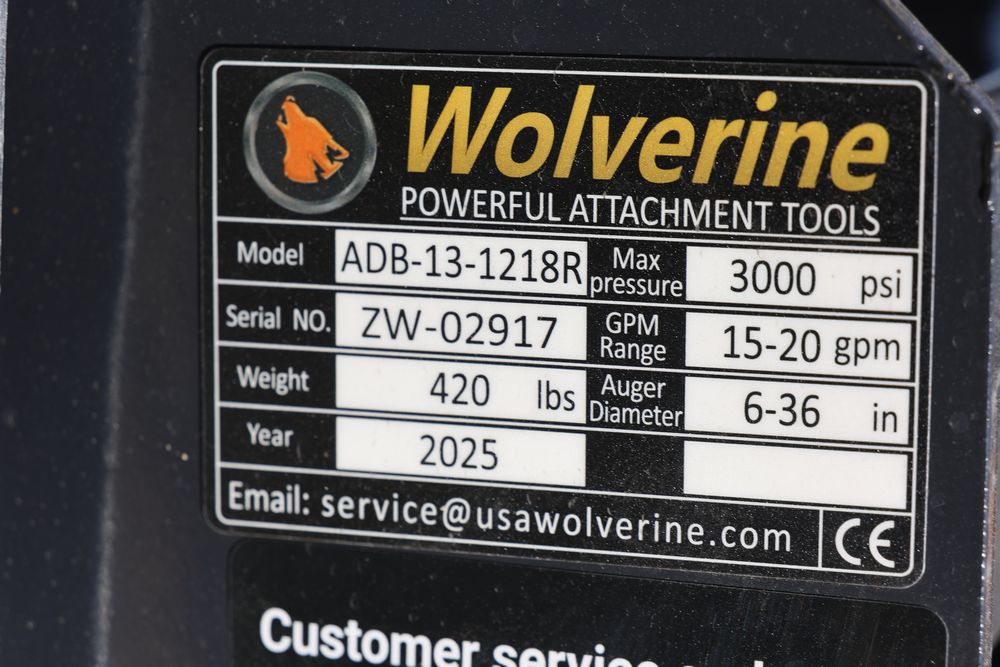 Wolverine
POWERFUL ATTACHMENT TOOLS
Model ADB-13-1218R Max pressure 3000 psi
Serial NO. ZW-02917 GPM Range 15-20 gpm
Weight 420 lbs Auger Diameter 6-36 in
Year 2025
Email: service@usawolverine.com CE
Customer service